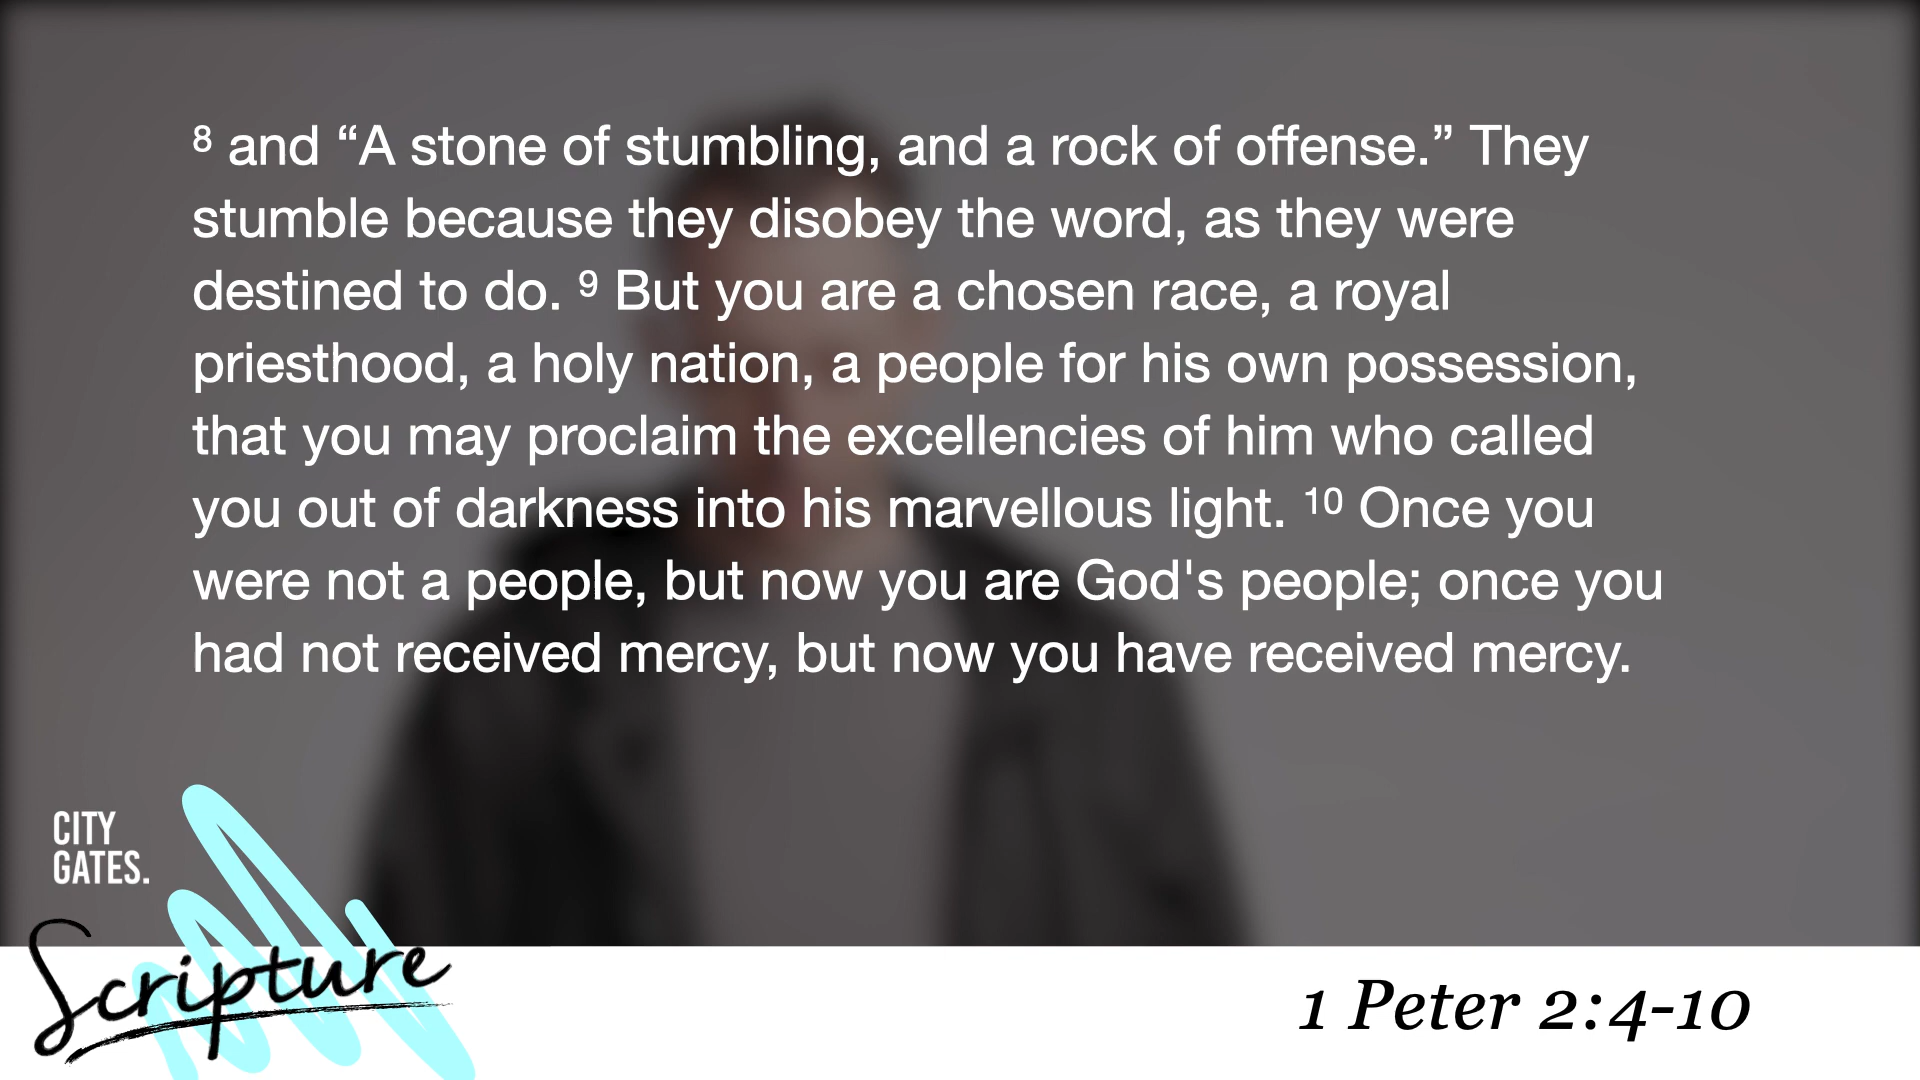 ⁸ and “A stone of stumbling, and a rock of offense.” They
stumble because they disobey the word, as they were
destined to do. ⁹ But you are a chosen race, a royal
priesthood, a holy nation, a people for his own possession,
that you may proclaim the excellencies of him who called
you out of darkness into his marvellous light. ¹⁰ Once you
were not a people, but now you are God's people; once you
had not received mercy, but now you have received mercy.
CITY
GATES.
Scripture
1 Peter 2:4-10